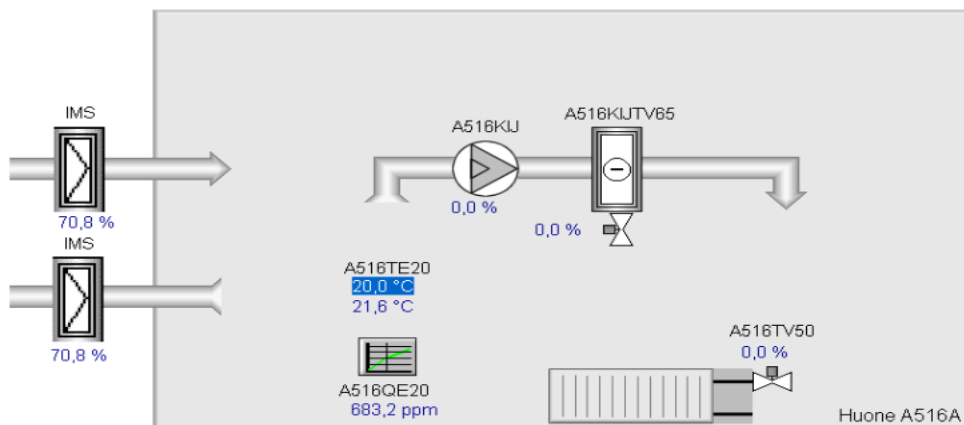 IMS
70,8 %
IMS
70,8 %
A516KIJ
0,0 %
A516KIJTV65
0,0 %
A516TE20
20,0 °C
21,6 °C
A516QE20
683,2 ppm
A516TV50
0,0 %
Huone A516A